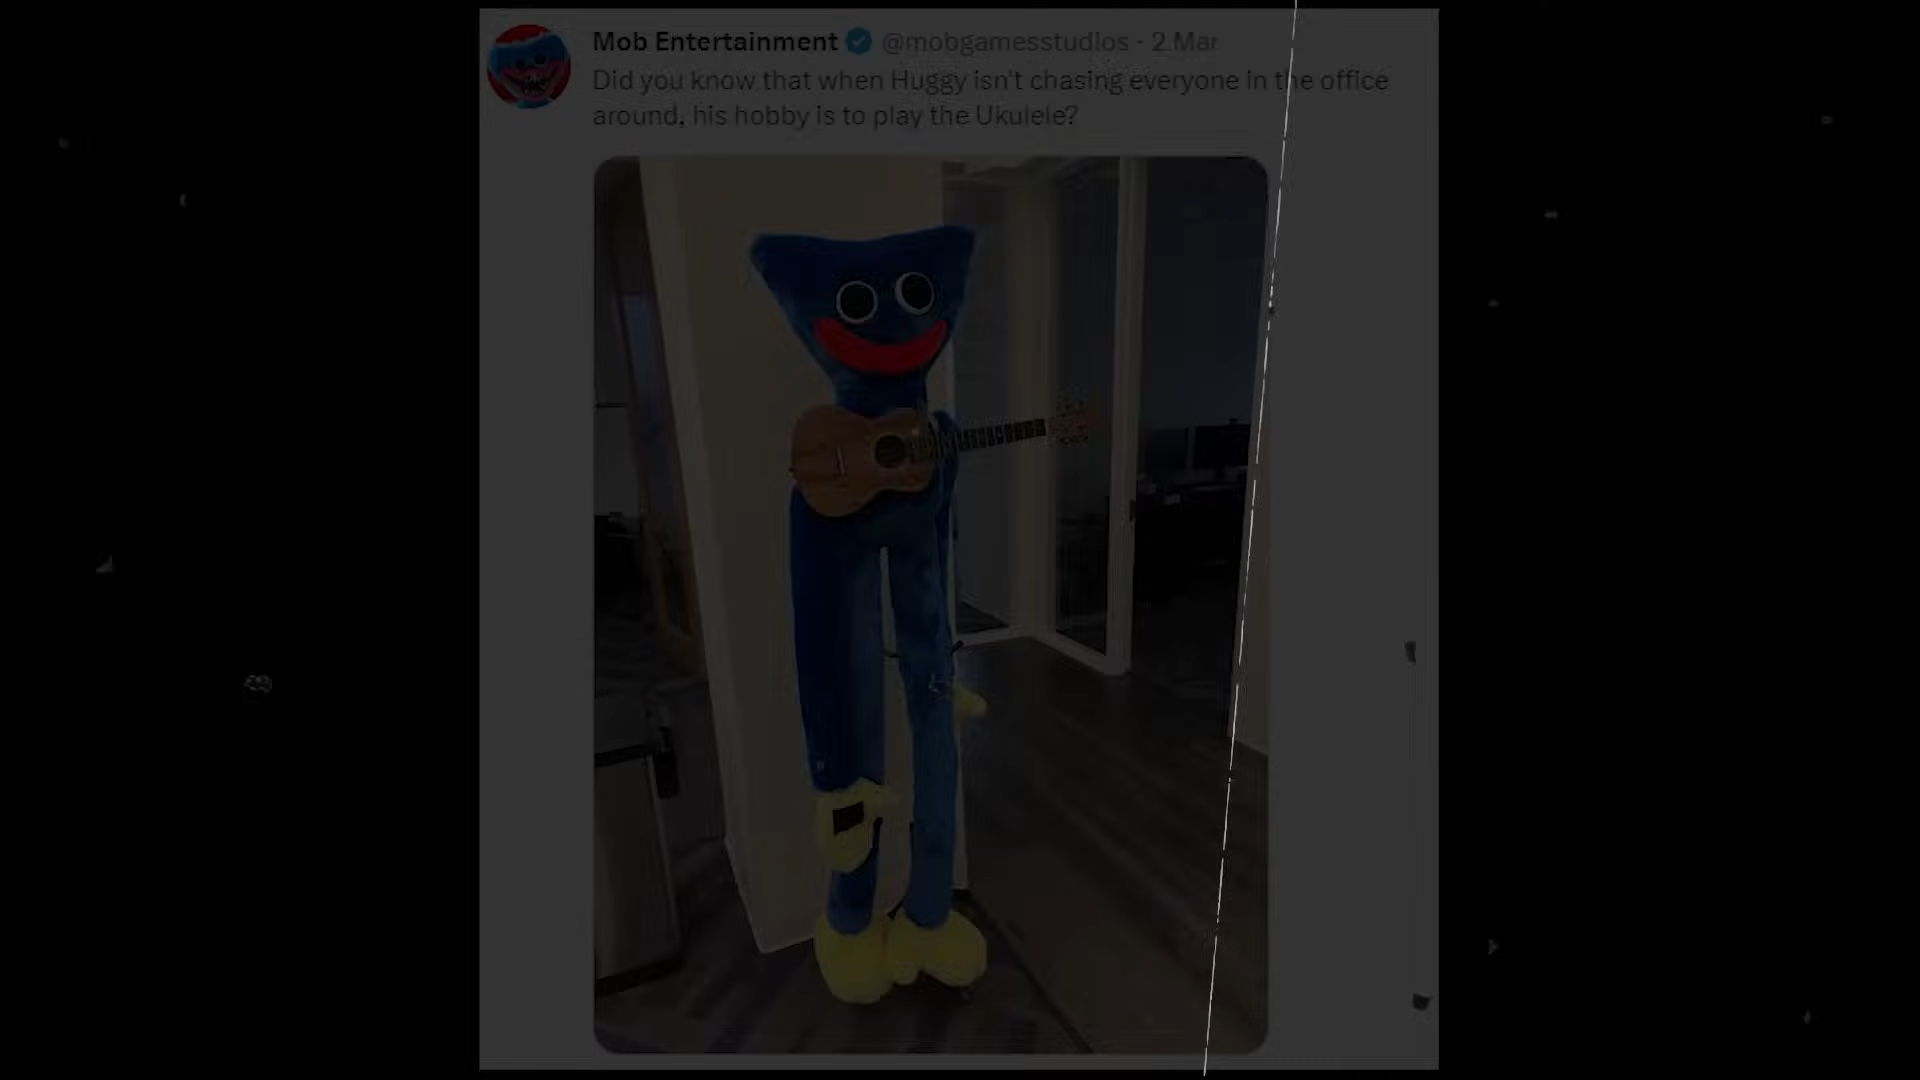 Mob Entertainment @mobgamesstudios · 2.Mar
Did you know that when Huggy isn't chasing everyone in the office
around, his hobby is to play the Ukulele?